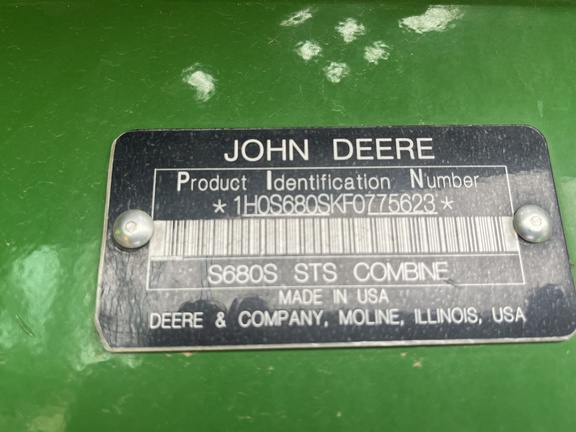 JOHN DEERE
Product Identification Number
*1H0S680SKF0775623*
S680S STS COMBINE
MADE IN USA
DEERE & COMPANY, MOLINE, ILLINOIS, USA